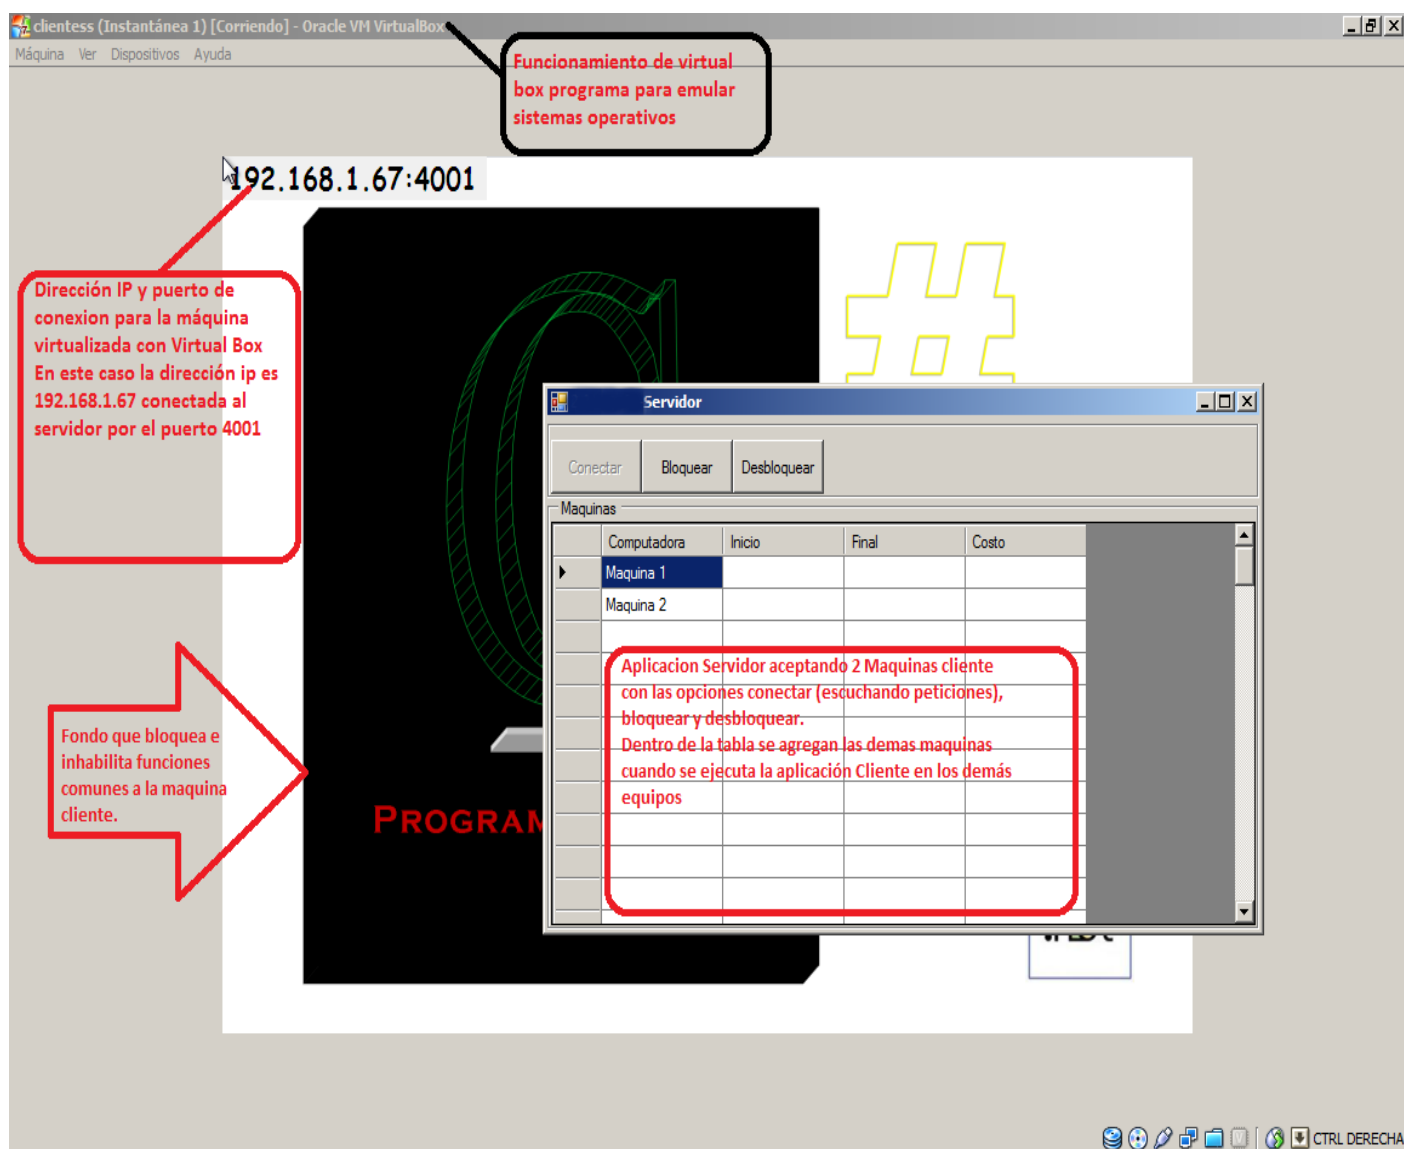 clientess (Instantánea 1) [Corriendo] - Oracle VM VirtualBox
Máquina Ver Dispositivos Ayuda
Funcionamiento de virtual
box programa para emular
sistemas operativos
192.168.1.67:4001
Dirección IP y puerto de
conexion para la máquina
virtualizada con Virtual Box
En este caso la dirección ip es
192.168.1.67 conectada al
servidor por el puerto 4001
#
Servidor
Conectar Bloquear Desbloquear
Maquinas
Computadora Inicio Final Costo
Maquina 1
Maquina 2
Aplicacion Servidor aceptando 2 Maquinas cliente
con las opciones conectar (escuchando peticiones),
bloquear y desbloquear.
Dentro de la tabla se agregan las demas maquinas
cuando se ejecuta la aplicación Cliente en los demás
equipos
Fondo que bloquea e
inhabilita funciones
comunes a la maquina
cliente.
C
PROGRAM
CTRL DERECHA